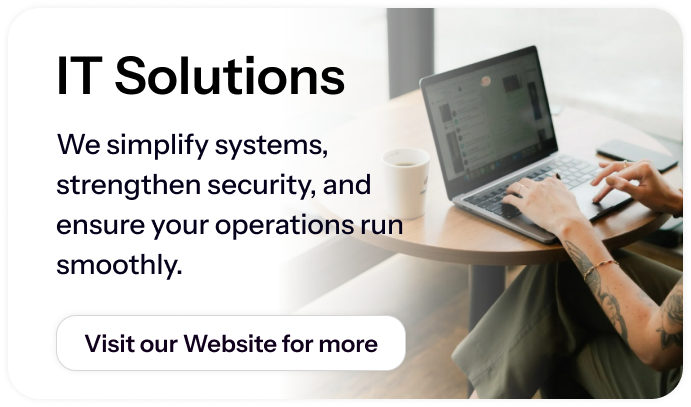 IT Solutions
We simplify systems,
strengthen security, and
ensure your operations run
smoothly.
Visit our Website for more